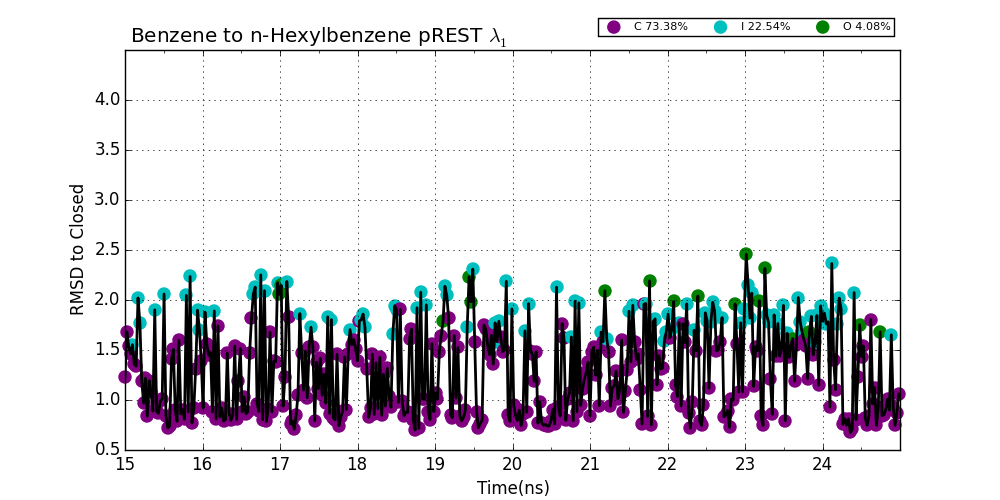 Benzene to n-Hexylbenzene pREST λ₁
C 73.38% I 22.54% O 4.08%
RMSD to Closed
4.0
3.5
3.0
2.5
2.0
1.5
1.0
0.5
15 16 17 18 19 20 21 22 23 24
Time(ns)